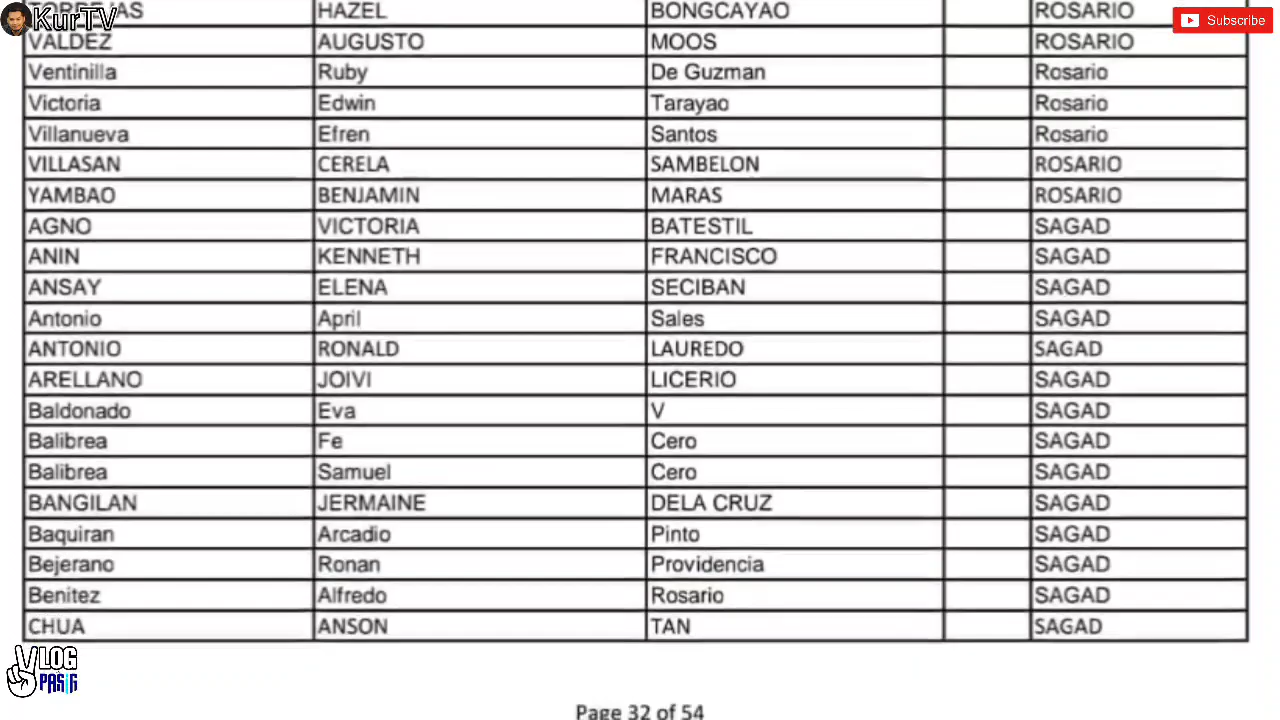 TORREJAS HAZEL BONGCAYAO ROSARIO
KurTV
Subscribe
VALDEZ AUGUSTO MOOS ROSARIO
Ventinilla Ruby De Guzman Rosario
Victoria Edwin Tarayao Rosario
Villanueva Efren Santos Rosario
VILLASAN CERELA SAMBELON ROSARIO
YAMBAO BENJAMIN MARAS ROSARIO
AGNO VICTORIA BATESTIL SAGAD
ANIN KENNETH FRANCISCO SAGAD
ANSAY ELENA SECIBAN SAGAD
Antonio April Sales SAGAD
ANTONIO RONALD LAUREDO SAGAD
ARELLANO JOIVI LICERIO SAGAD
Baldonado Eva V SAGAD
Balibrea Fe Cero SAGAD
Balibrea Samuel Cero SAGAD
BANGILAN JERMAINE DELA CRUZ SAGAD
Baquiran Arcadio Pinto SAGAD
Bejerano Ronan Providencia SAGAD
Benitez Alfredo Rosario SAGAD
CHUA ANSON TAN SAGAD
VLOG
PASIG
Page 32 of 54